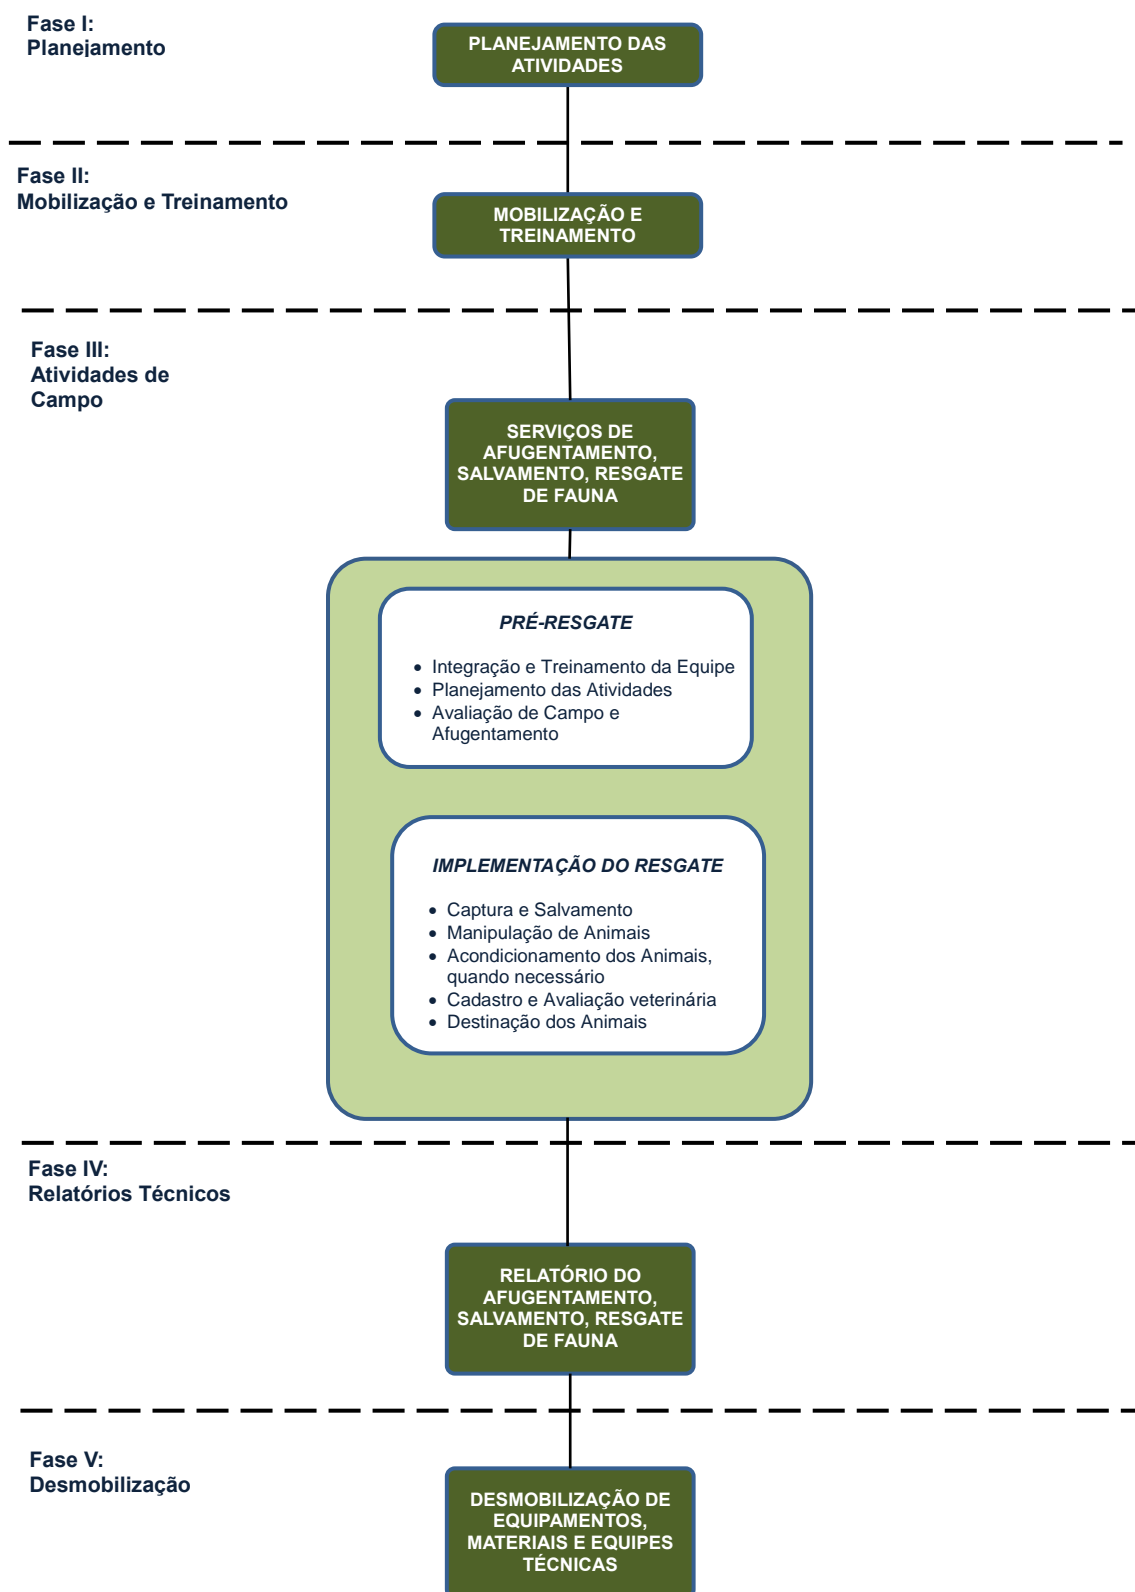 Fase I:
Planejamento
PLANEJAMENTO DAS
ATIVIDADES
Fase II:
Mobilização e Treinamento
MOBILIZAÇÃO E
TREINAMENTO
Fase III:
Atividades de
Campo
SERVIÇOS DE
AFUGENTAMENTO,
SALVAMENTO, RESGATE
DE FAUNA
PRÉ-RESGATE
• Integração e Treinamento da Equipe
• Planejamento das Atividades
• Avaliação de Campo e
Afugentamento
IMPLEMENTAÇÃO DO RESGATE
• Captura e Salvamento
• Manipulação de Animais
• Acondicionamento dos Animais,
quando necessário
• Cadastro e Avaliação veterinária
• Destinação dos Animais
Fase IV:
Relatórios Técnicos
RELATÓRIO DO
AFUGENTAMENTO,
SALVAMENTO, RESGATE
DE FAUNA
Fase V:
Desmobilização
DESMOBILIZAÇÃO DE
EQUIPAMENTOS,
MATERIAIS E EQUIPES
TÉCNICAS